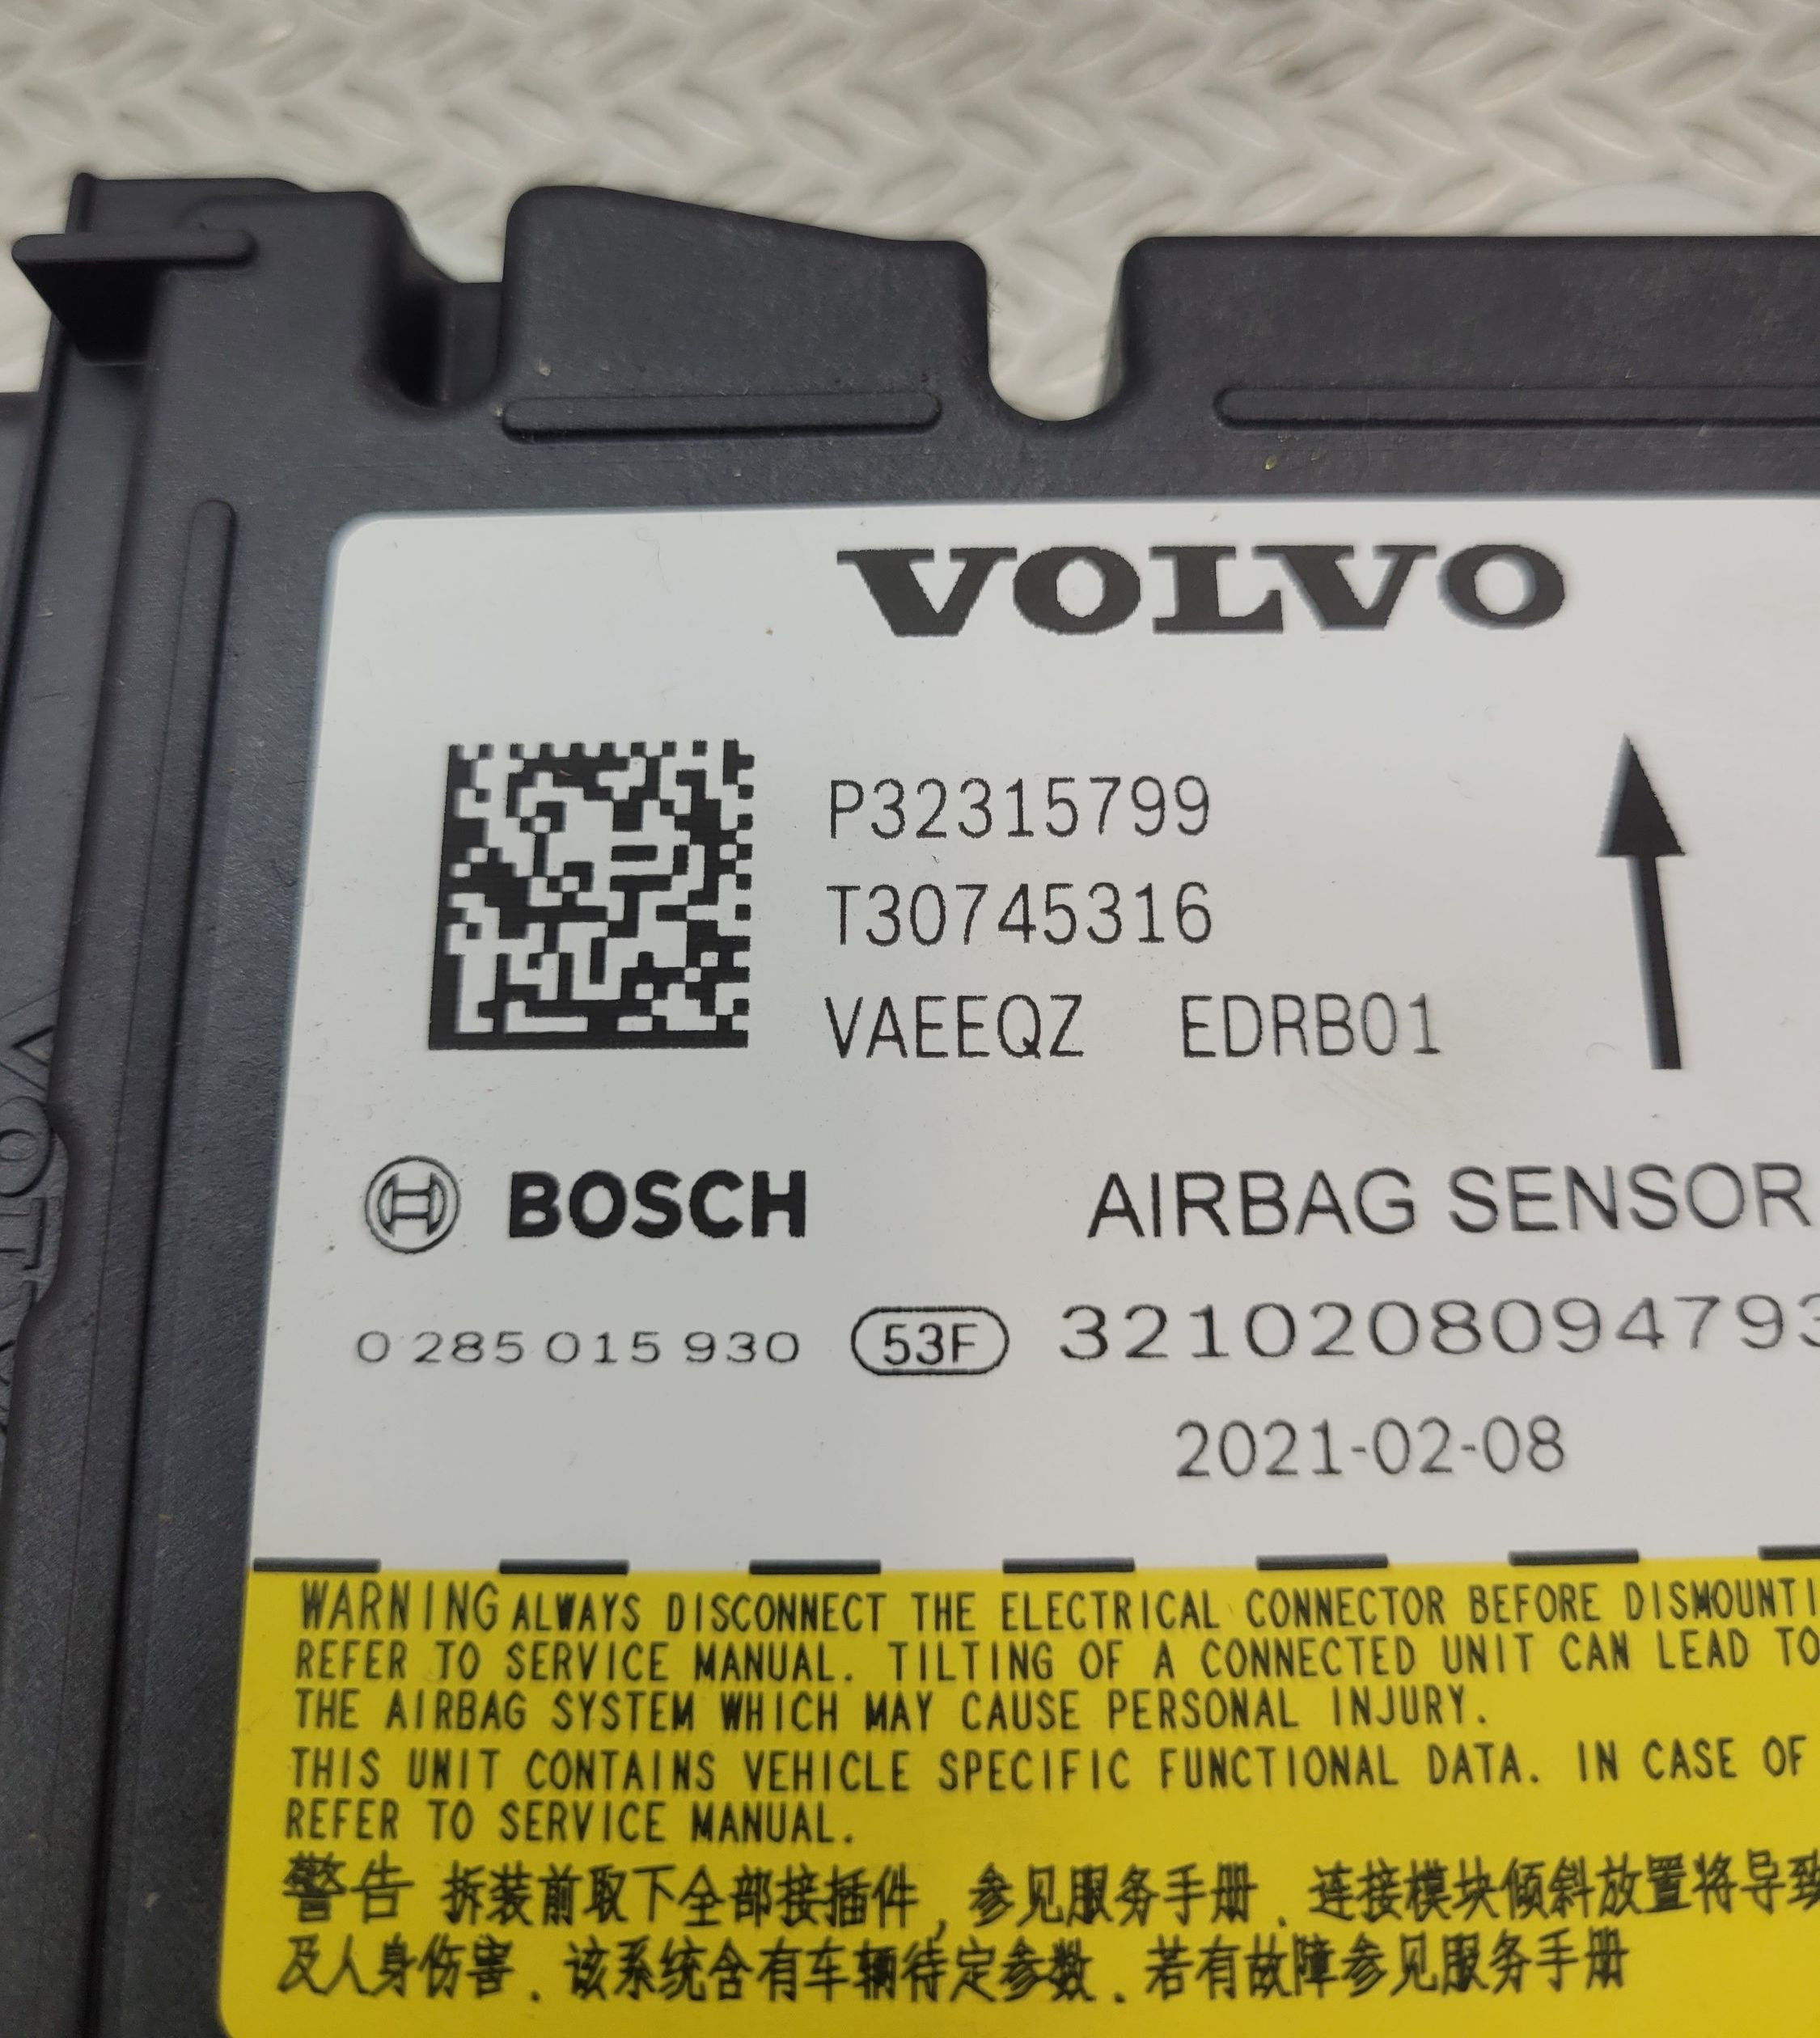 VOLVO
P32315799
T30745316
VAEEQZ EDRB01
BOSCH AIRBAG SENSOR
0 285 015 930 53F 3210208094793
2021-02-08
WARNING ALWAYS DISCONNECT THE ELECTRICAL CONNECTOR BEFORE DISMOUNTI
REFER TO SERVICE MANUAL. TILTING OF A CONNECTED UNIT CAN LEAD TO
THE AIRBAG SYSTEM WHICH MAY CAUSE PERSONAL INJURY.
THIS UNIT CONTAINS VEHICLE SPECIFIC FUNCTIONAL DATA. IN CASE OF
REFER TO SERVICE MANUAL.
警告 拆装前取下全部接插件, 参见服务手册. 连接模块倾斜放置将导致
及人身伤害. 该系统含有车辆待定参数. 若有故障参见服务手册